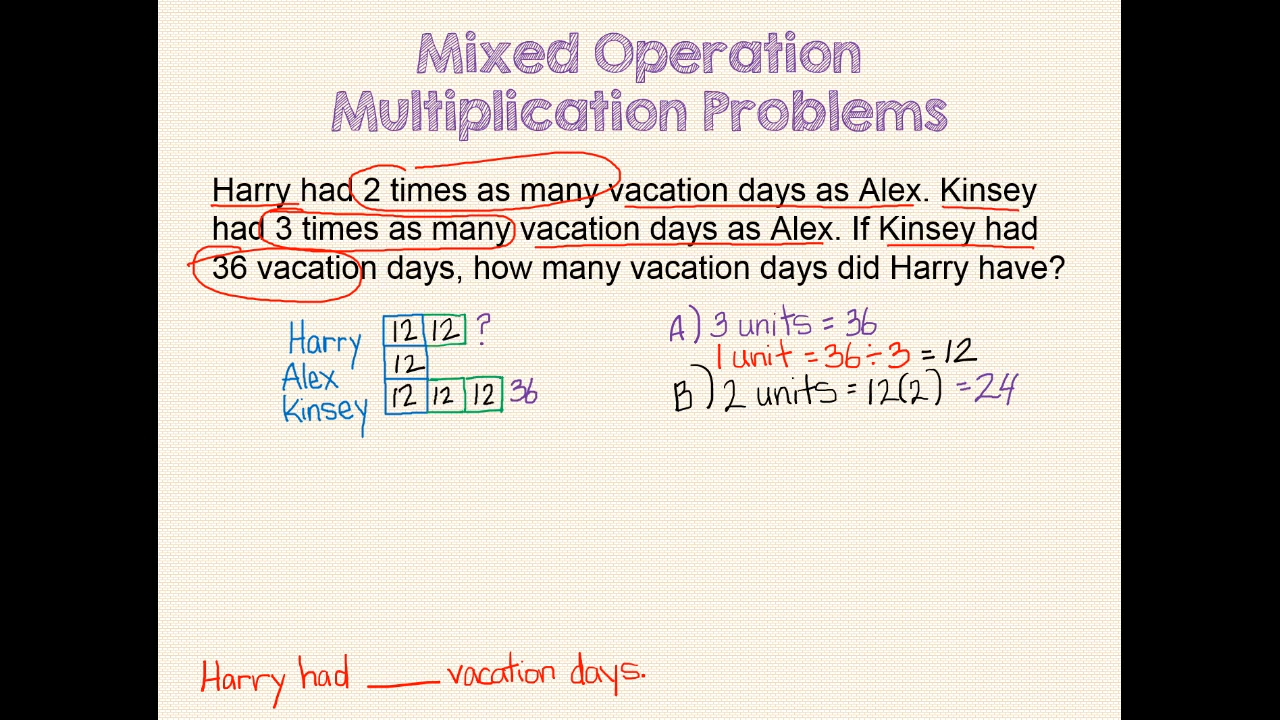 Mixed Operation
Multiplication Problems
Harry had 2 times as many vacation days as Alex. Kinsey
had 3 times as many vacation days as Alex. If Kinsey had
36 vacation days, how many vacation days did Harry have?
Harry 12 12 ?
Alex 12
Kinsey 12 12 12 36
A) 3 units = 36
1 unit = 36 ÷ 3 = 12
B) 2 units = 12(2) = 24
Harry had ____ vacation days.